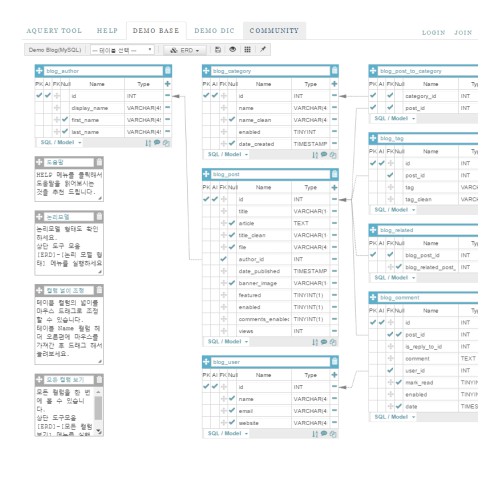 AQUERY TOOL HELP DEMO BASE DEMO DIC COMMUNITY LOGIN JOIN
Demo Blog(MySQL) -- 테이블 선택 -- ERD
blog_author
PK AI FK Null Name Type
id INT
display_name VARCHAR(4!
first_name VARCHAR(4!
last_name VARCHAR(4!
SQL / Model
도움말
HELP 메뉴를 클릭해서
도움말을 읽어보시는
것을 추천 드립니다.
논리모델
논리모델 형태도 확인
하세요.
상단 도구 모음
[ERD]-[논리 모델 형
태] 메뉴를 실행하세요
컬럼 넓이 조정
테이블 컬럼의 넓이를
마우스 드래그로 조정
할 수 있습니다.
테이블 Name 컬럼 헤
더 오른편에 마우스를
가져간 후 드래그 해서
늘려보세요.
모든 컬럼 보기
모든 컬럼을 한 번
에 볼 수 있습니
다.
상단 도구모음
[ERD]-[모든 컬럼
보기] 메뉴를 실행
blog_category
PK AI FK Null Name Type
id INT
name VARCHAR(4
name_clean VARCHAR(4
enabled TINYINT
date_created TIMESTAMP
SQL / Model
blog_post
PK AI FK Null Name Type
id INT
title VARCHAR(1
article TEXT
title_clean VARCHAR(1
file VARCHAR(4
author_id INT
date_published TIMESTAMP
banner_image VARCHAR(1
featured TINYINT(1)
enabled TINYINT(1)
comments_enablec TINYINT(1)
views INT
SQL / Model
blog_user
PK AI FK Null Name Type
id INT
name VARCHAR(4
email VARCHAR(4
website VARCHAR(4
SQL / Model
blog_post_to_category
PK AI FK Null Name Ty
category_id INT
post_id INT
SQL / Model
blog_tag
PK AI FK Null Name Ty
id INT
post_id INT
tag VARCH
tag_clean VARCH
SQL / Model
blog_related
PK AI FK Null Name Ty
blog_post_id INT
blog_related_post_ INT
SQL / Model
blog_comment
PK AI FK Null Name Ty
id INT
post_id INT
is_reply_to_id INT
comment TEXT
user_id INT
mark_read TINYIN
enabled TINYIN
date TIMES
SQL / Model